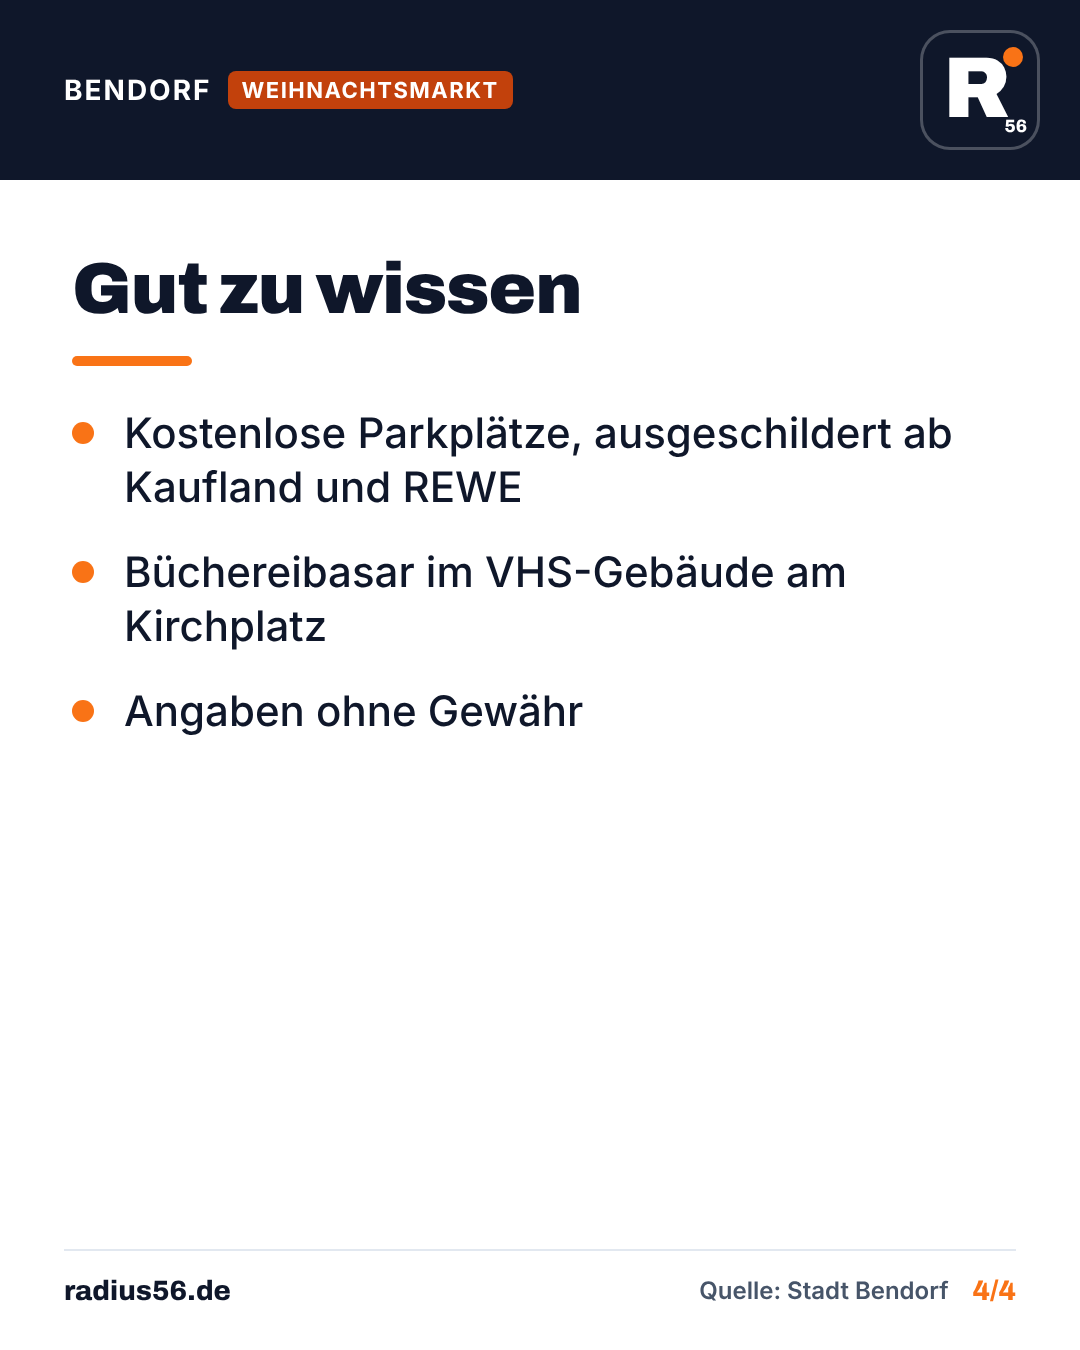 BENDORF WEIHNACHTSMARKT
R
56
Gut zu wissen
Kostenlose Parkplätze, ausgeschildert ab
Kaufland und REWE
Büchereibasar im VHS-Gebäude am
Kirchplatz
Angaben ohne Gewähr
radius56.de Quelle: Stadt Bendorf 4/4